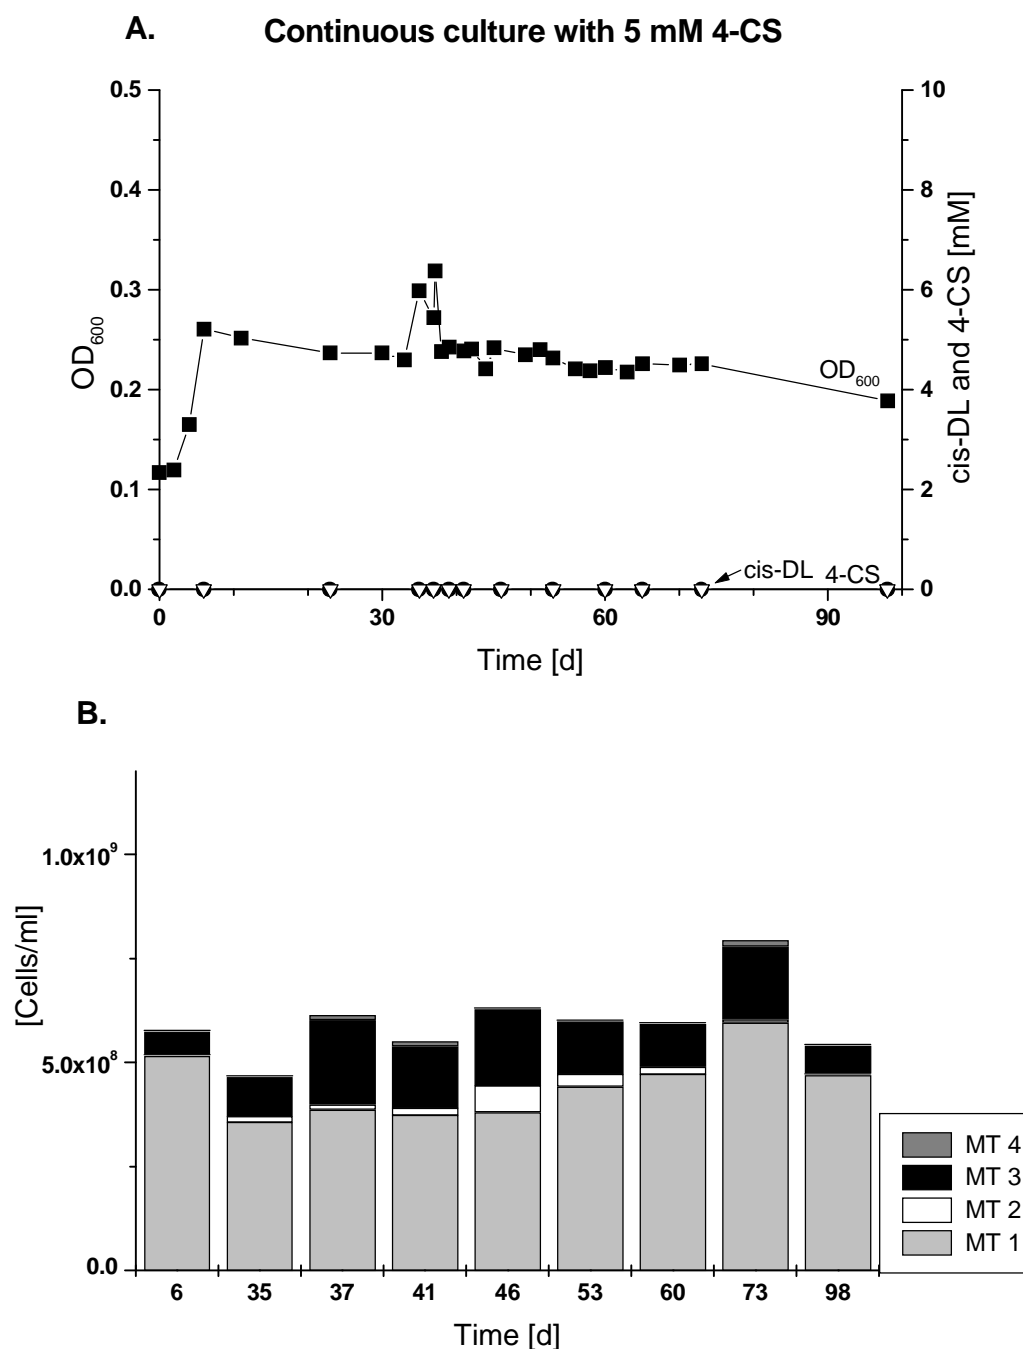 A. Continuous culture with 5 mM 4-CS
0.5 10
0.4 8
0.3 6
0.2 4
0.1 2
0.0 0
OD600
cis-DL and 4-CS [mM]
OD600
cis-DL 4-CS
0 30 60 90
Time [d]
B.
1.0x10⁹
5.0x10⁸
0.0
[Cells/ml]
MT 4
MT 3
MT 2
MT 1
6 35 37 41 46 53 60 73 98
Time [d]